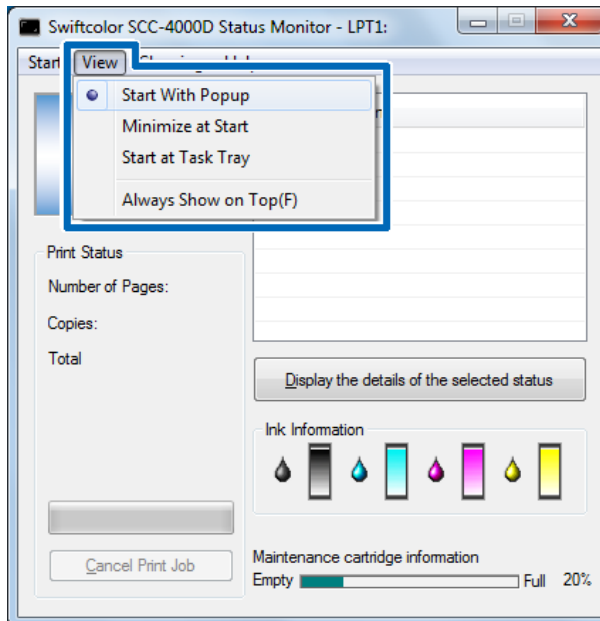 Swiftcolor SCC-4000D Status Monitor - LPT1:
View
Start With Popup
Minimize at Start
Start at Task Tray
Always Show on Top(F)
Print Status
Number of Pages:
Copies:
Total
Display the details of the selected status
Ink Information
Cancel Print Job
Maintenance cartridge information
Empty Full 20%